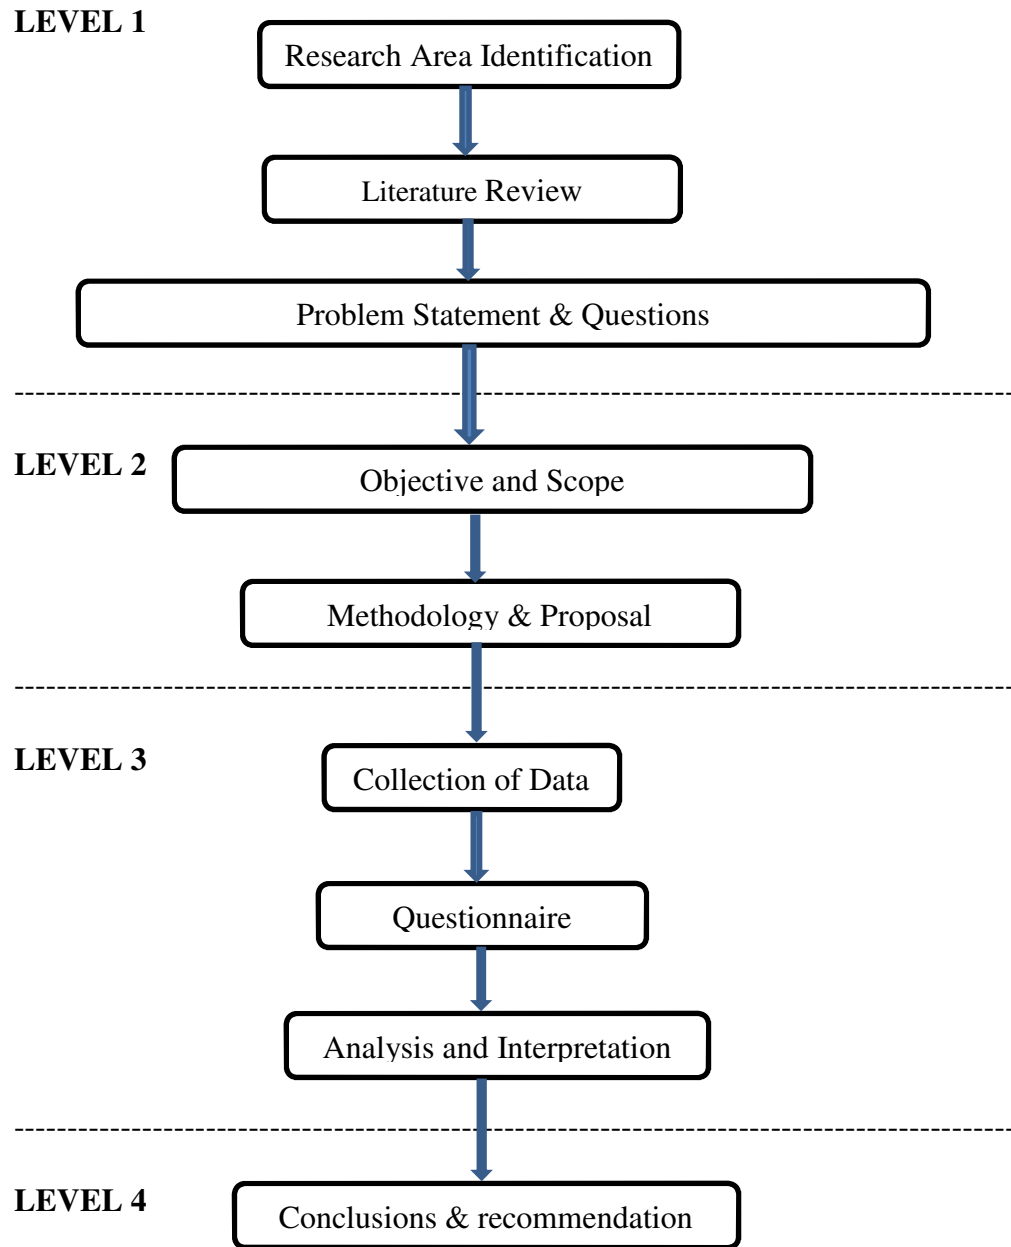 LEVEL 1
Research Area Identification
Literature Review
Problem Statement & Questions
LEVEL 2
Objective and Scope
Methodology & Proposal
LEVEL 3
Collection of Data
Questionnaire
Analysis and Interpretation
LEVEL 4
Conclusions & recommendation